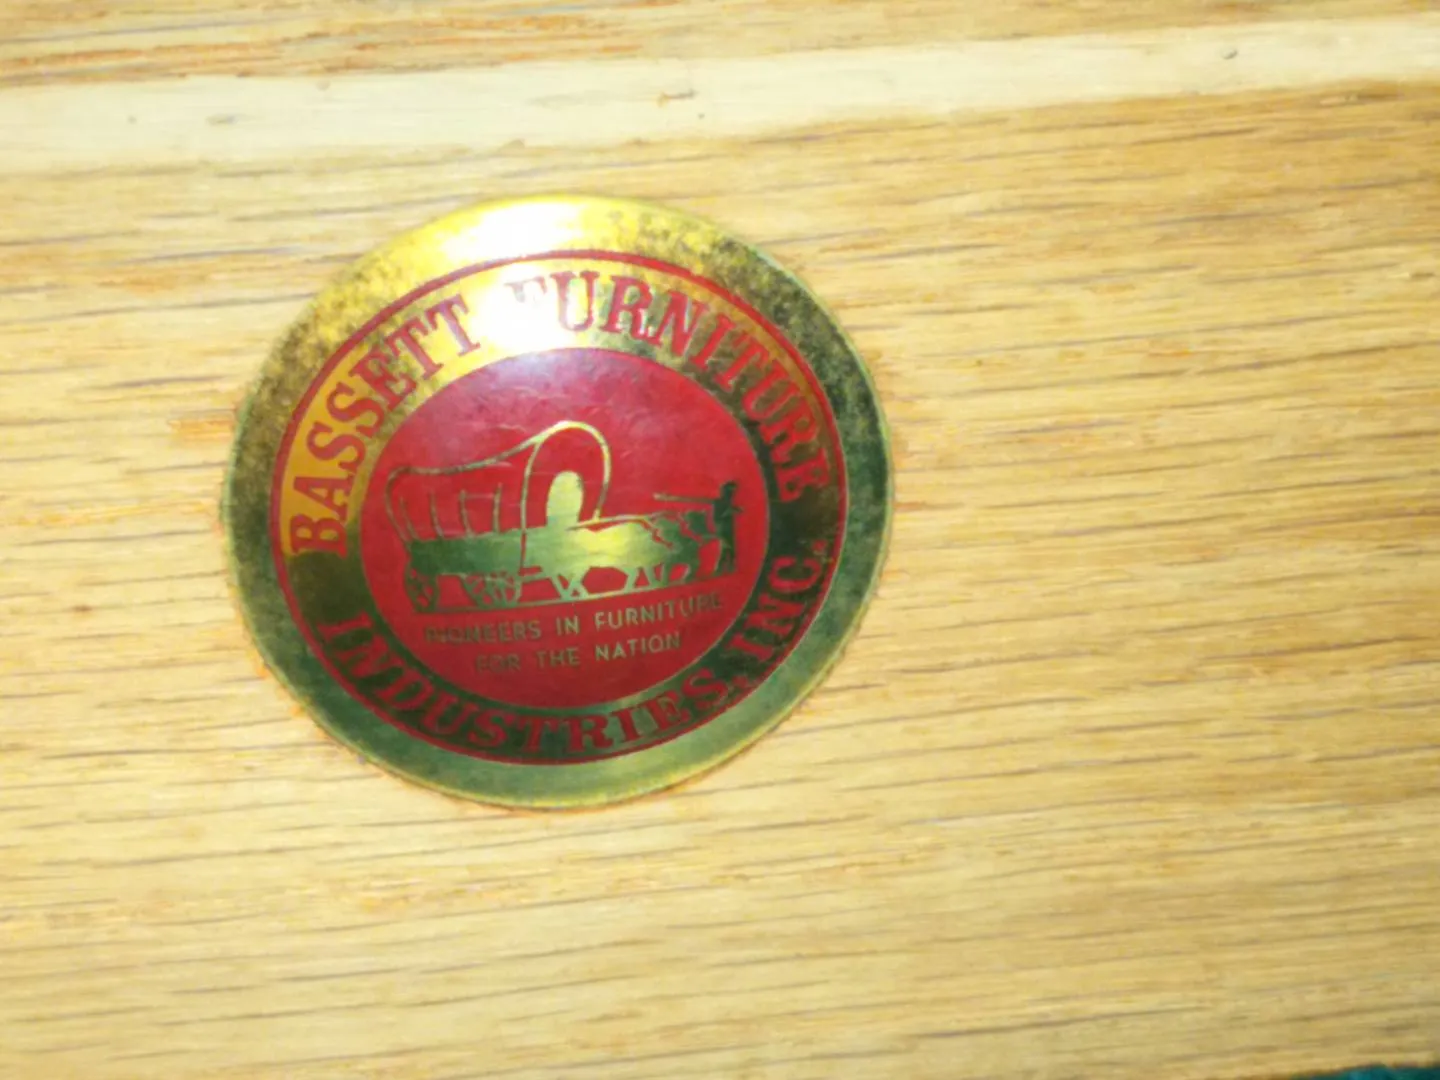 BASSETT FURNITURE
INDUSTRIES, INC.
PIONEERS IN FURNITURE
FOR THE NATION